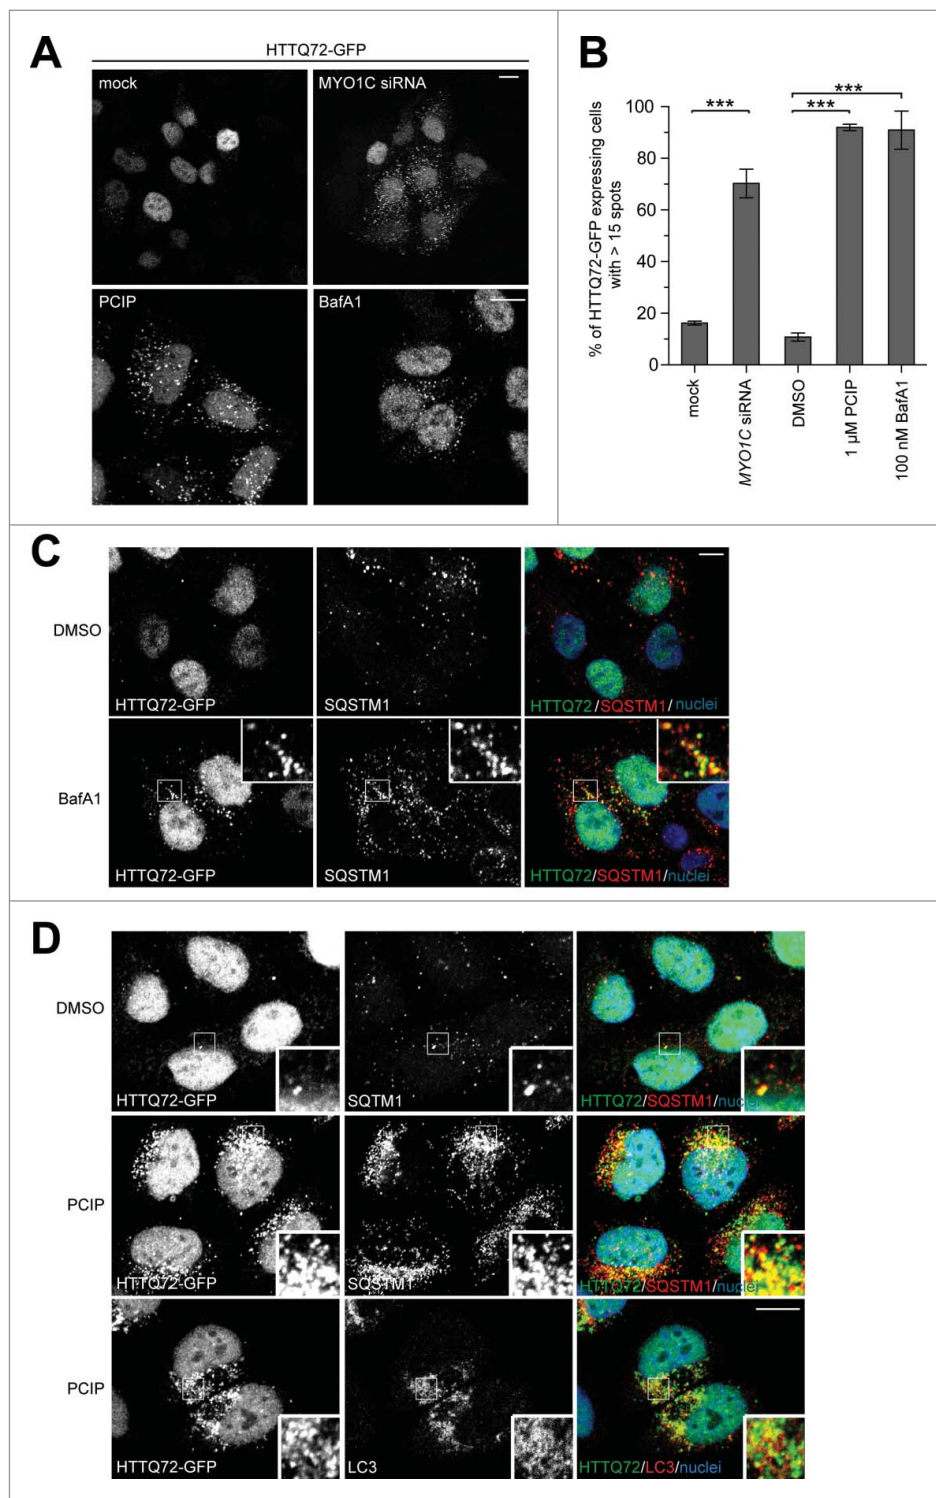 A
HTTQ72-GFP
mock
MYO1C siRNA
PCIP
BafA1
B
% of HTTQ72-GFP expressing cells
with > 15 spots
100
80
60
40
20
0
***
***
***
mock
MYO1C siRNA
DMSO
1 µM PCIP
100 nM BafA1
C
DMSO
HTTQ72-GFP
SQSTM1
HTTQ72/SQSTM1/nuclei
BafA1
HTTQ72-GFP
SQSTM1
HTTQ72/SQSTM1/nuclei
D
DMSO
HTTQ72-GFP
SQTM1
HTTQ72/SQSTM1/nuclei
PCIP
HTTQ72-GFP
SQSTM1
HTTQ72/SQSTM1/nuclei
PCIP
HTTQ72-GFP
LC3
HTTQ72/LC3/nuclei